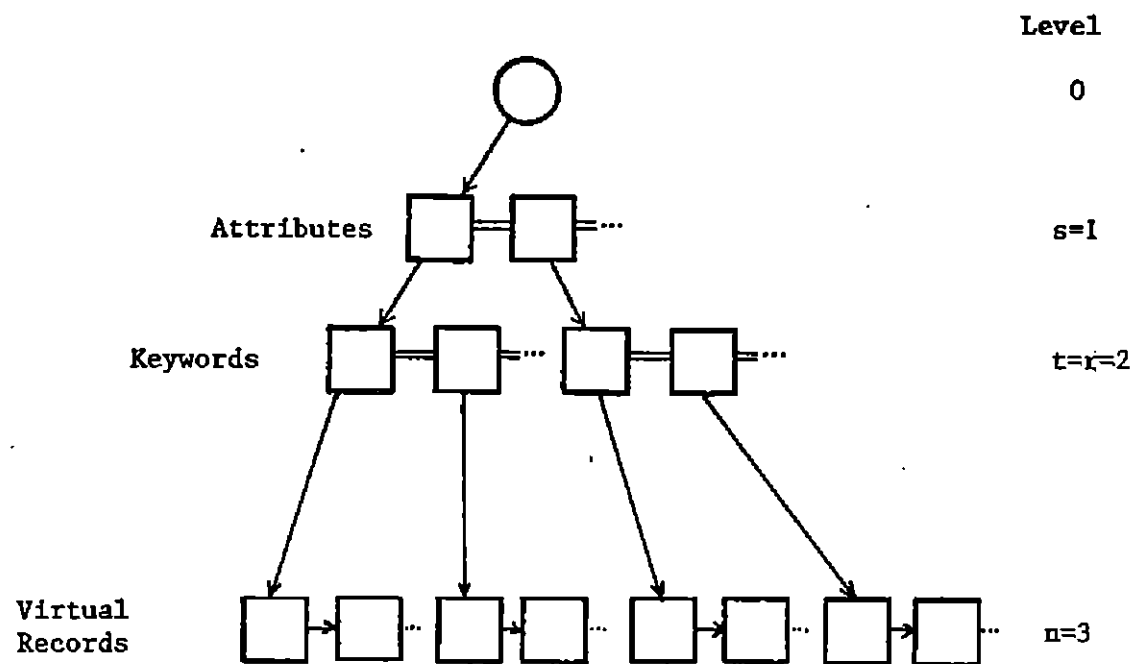 Level
0
Attributes
s=1
Keywords
t=r=2
Virtual
Records
n=3